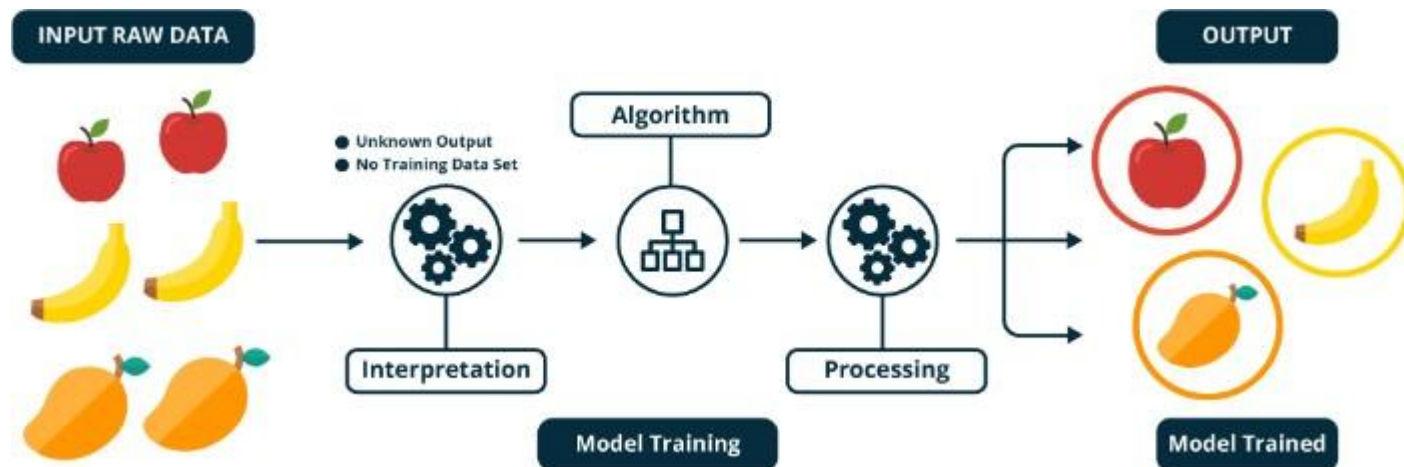 INPUT RAW DATA
OUTPUT
Algorithm
Unknown Output
No Training Data Set
Interpretation
Processing
Model Training
Model Trained